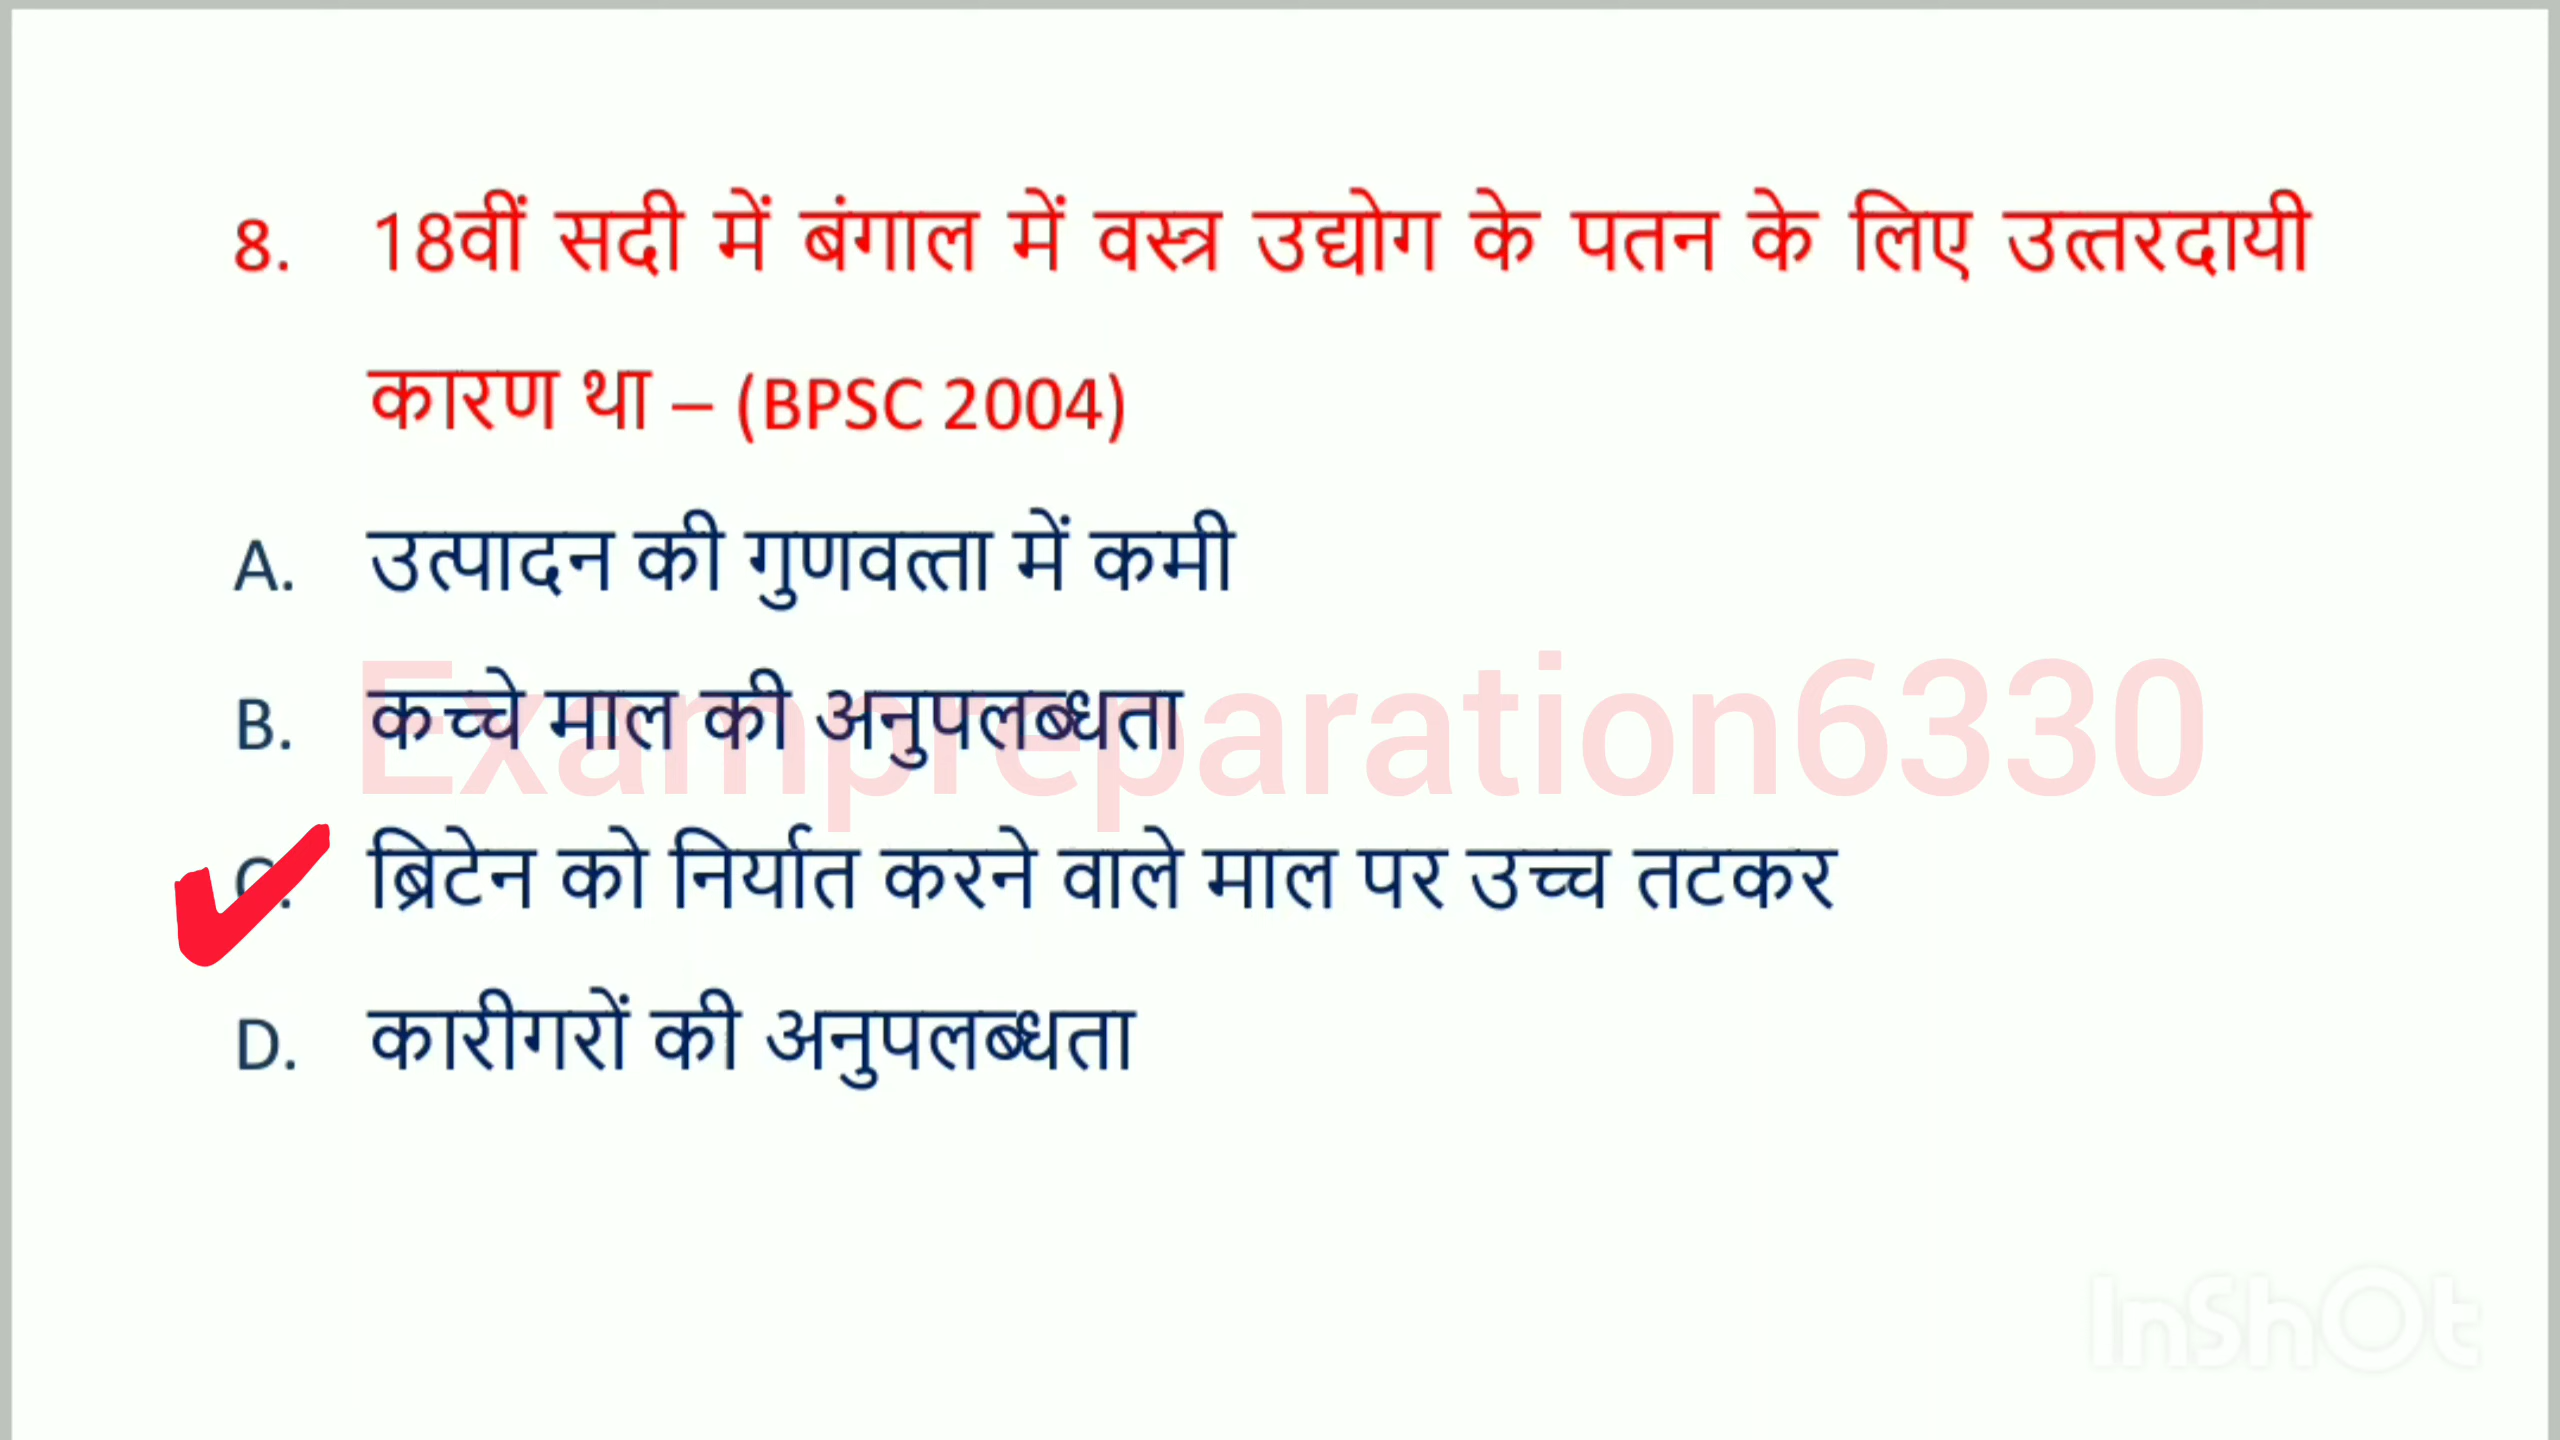 8. 18वीं सदी में बंगाल में वस्त्र उद्योग के पतन के लिए उत्तरदायी
कारण था – (BPSC 2004)
A. उत्पादन की गुणवत्ता में कमी
B. कच्चे माल की अनुपलब्धता
Exampreparation6330
C. ब्रिटेन को निर्यात करने वाले माल पर उच्च तटकर
D. कारीगरों की अनुपलब्धता
InShOt